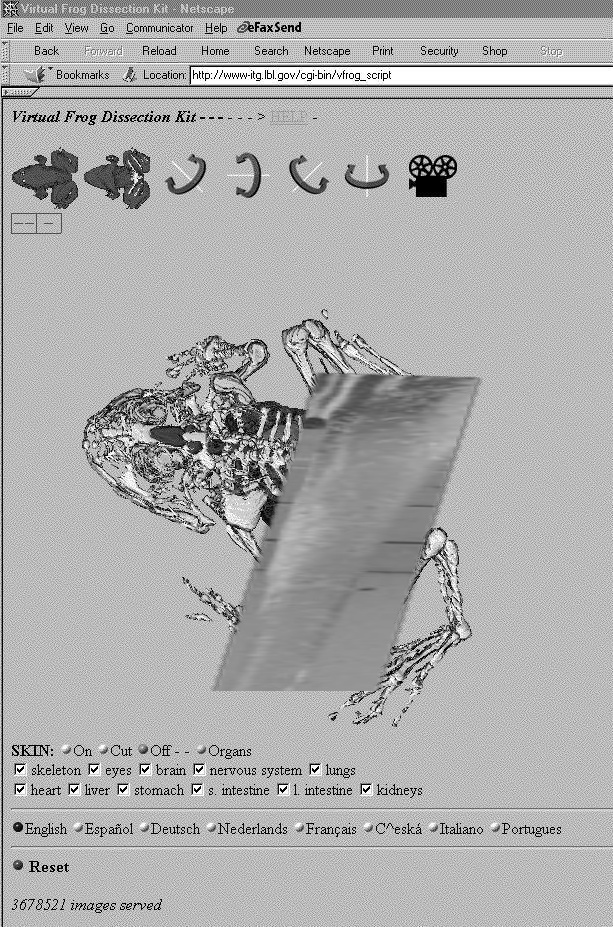 Virtual Frog Dissection Kit - Netscape
File Edit View Go Communicator Help eFaxSend
Back Forward Reload Home Search Netscape Print Security Shop Stop
Bookmarks Location: http://www-itg.lbl.gov/cgi-bin/vfrog_script
Virtual Frog Dissection Kit - - - - - - > HELP -
SKIN: On Cut Off - - Organs
skeleton eyes brain nervous system lungs
heart liver stomach s. intestine l. intestine kidneys
English Español Deutsch Nederlands Français C^eská Italiano Portugues
Reset
3678521 images served